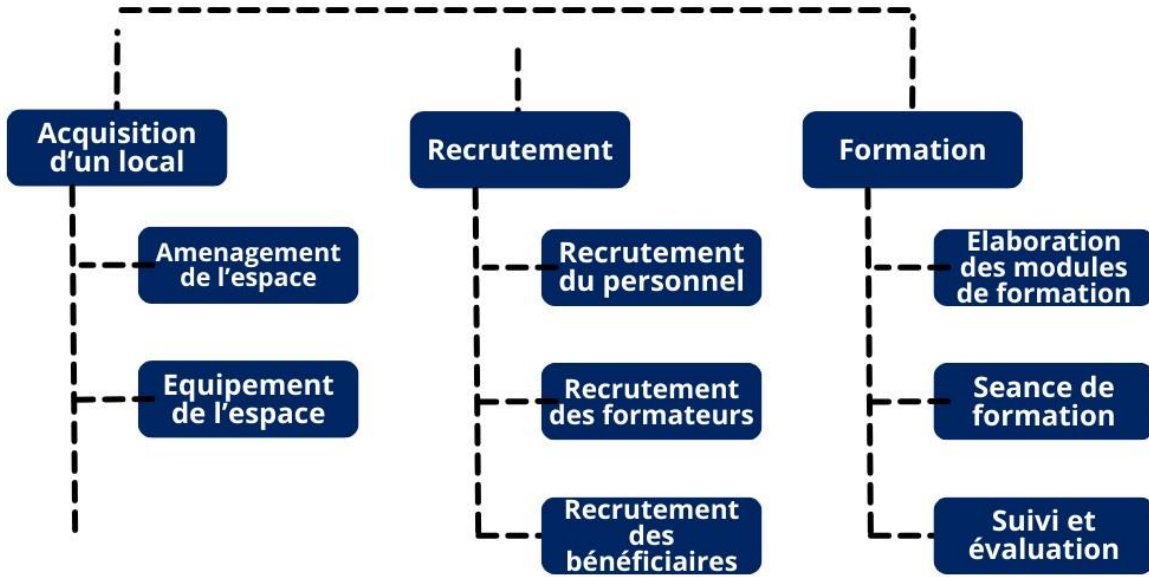 Acquisition
d’un local
Amenagement
de l’espace
Equipement
de l’espace
Recrutement
Recrutement
du personnel
Recrutement
des formateurs
Recrutement
des
bénéficiaires
Formation
Elaboration
des modules
de formation
Seance de
formation
Suivi et
évaluation